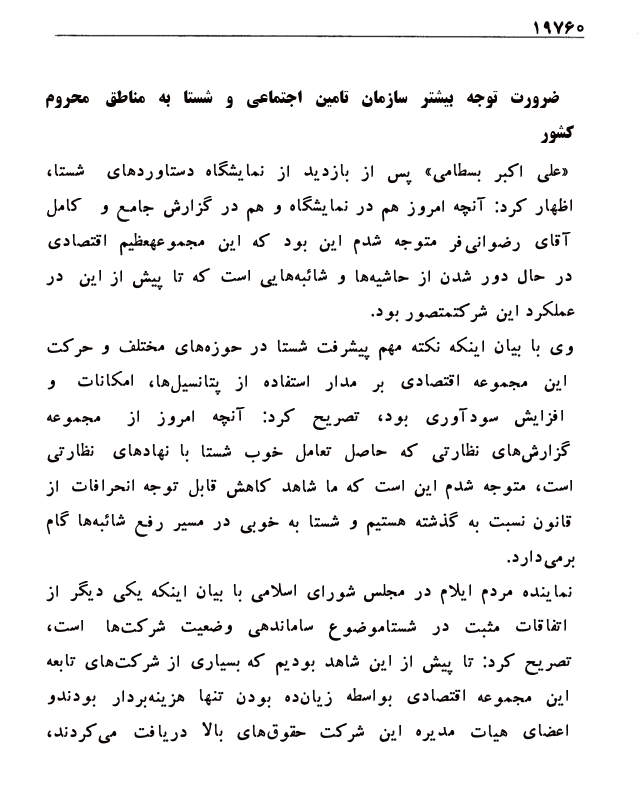 ۱۹۷۶۰
ضرورت توجه بیشتر سازمان تامین اجتماعی و شستا به مناطق محروم
کشور
«علی اکبر بسطامی» پس از بازدید از نمایشگاه دستاوردهای شستا،
اظهار کرد: آنچه امروز هم در نمایشگاه و هم در گزارش جامع و کامل
آقای رضوانی‌فر متوجه شدم این بود که این مجموعهعظیم اقتصادی
در حال دور شدن از حاشیه‌ها و شائبه‌هایی است که تا پیش از این در
عملکرد این شرکتمتصور بود.
وی با بیان اینکه نکته مهم پیشرفت شستا در حوزه‌های مختلف و حرکت
این مجموعه اقتصادی بر مدار استفاده از پتانسیل‌ها، امکانات و
افزایش سودآوری بود، تصریح کرد: آنچه امروز از مجموعه
گزارش‌های نظارتی که حاصل تعامل خوب شستا با نهادهای نظارتی
است، متوجه شدم این است که ما شاهد کاهش قابل توجه انحرافات از
قانون نسبت به گذشته هستیم و شستا به خوبی در مسیر رفع شائبه‌ها گام
برمی‌دارد.
نماینده مردم ایلام در مجلس شورای اسلامی با بیان اینکه یکی دیگر از
اتفاقات مثبت در شستاموضوع ساماندهی وضعیت شرکت‌ها است،
تصریح کرد: تا پیش از این شاهد بودیم که بسیاری از شرکت‌های تابعه
این مجموعه اقتصادی بواسطه زیان‌ده بودن تنها هزینه‌بردار بودندو
اعضای هیات مدیره این شرکت حقوق‌های بالا دریافت می‌کردند،